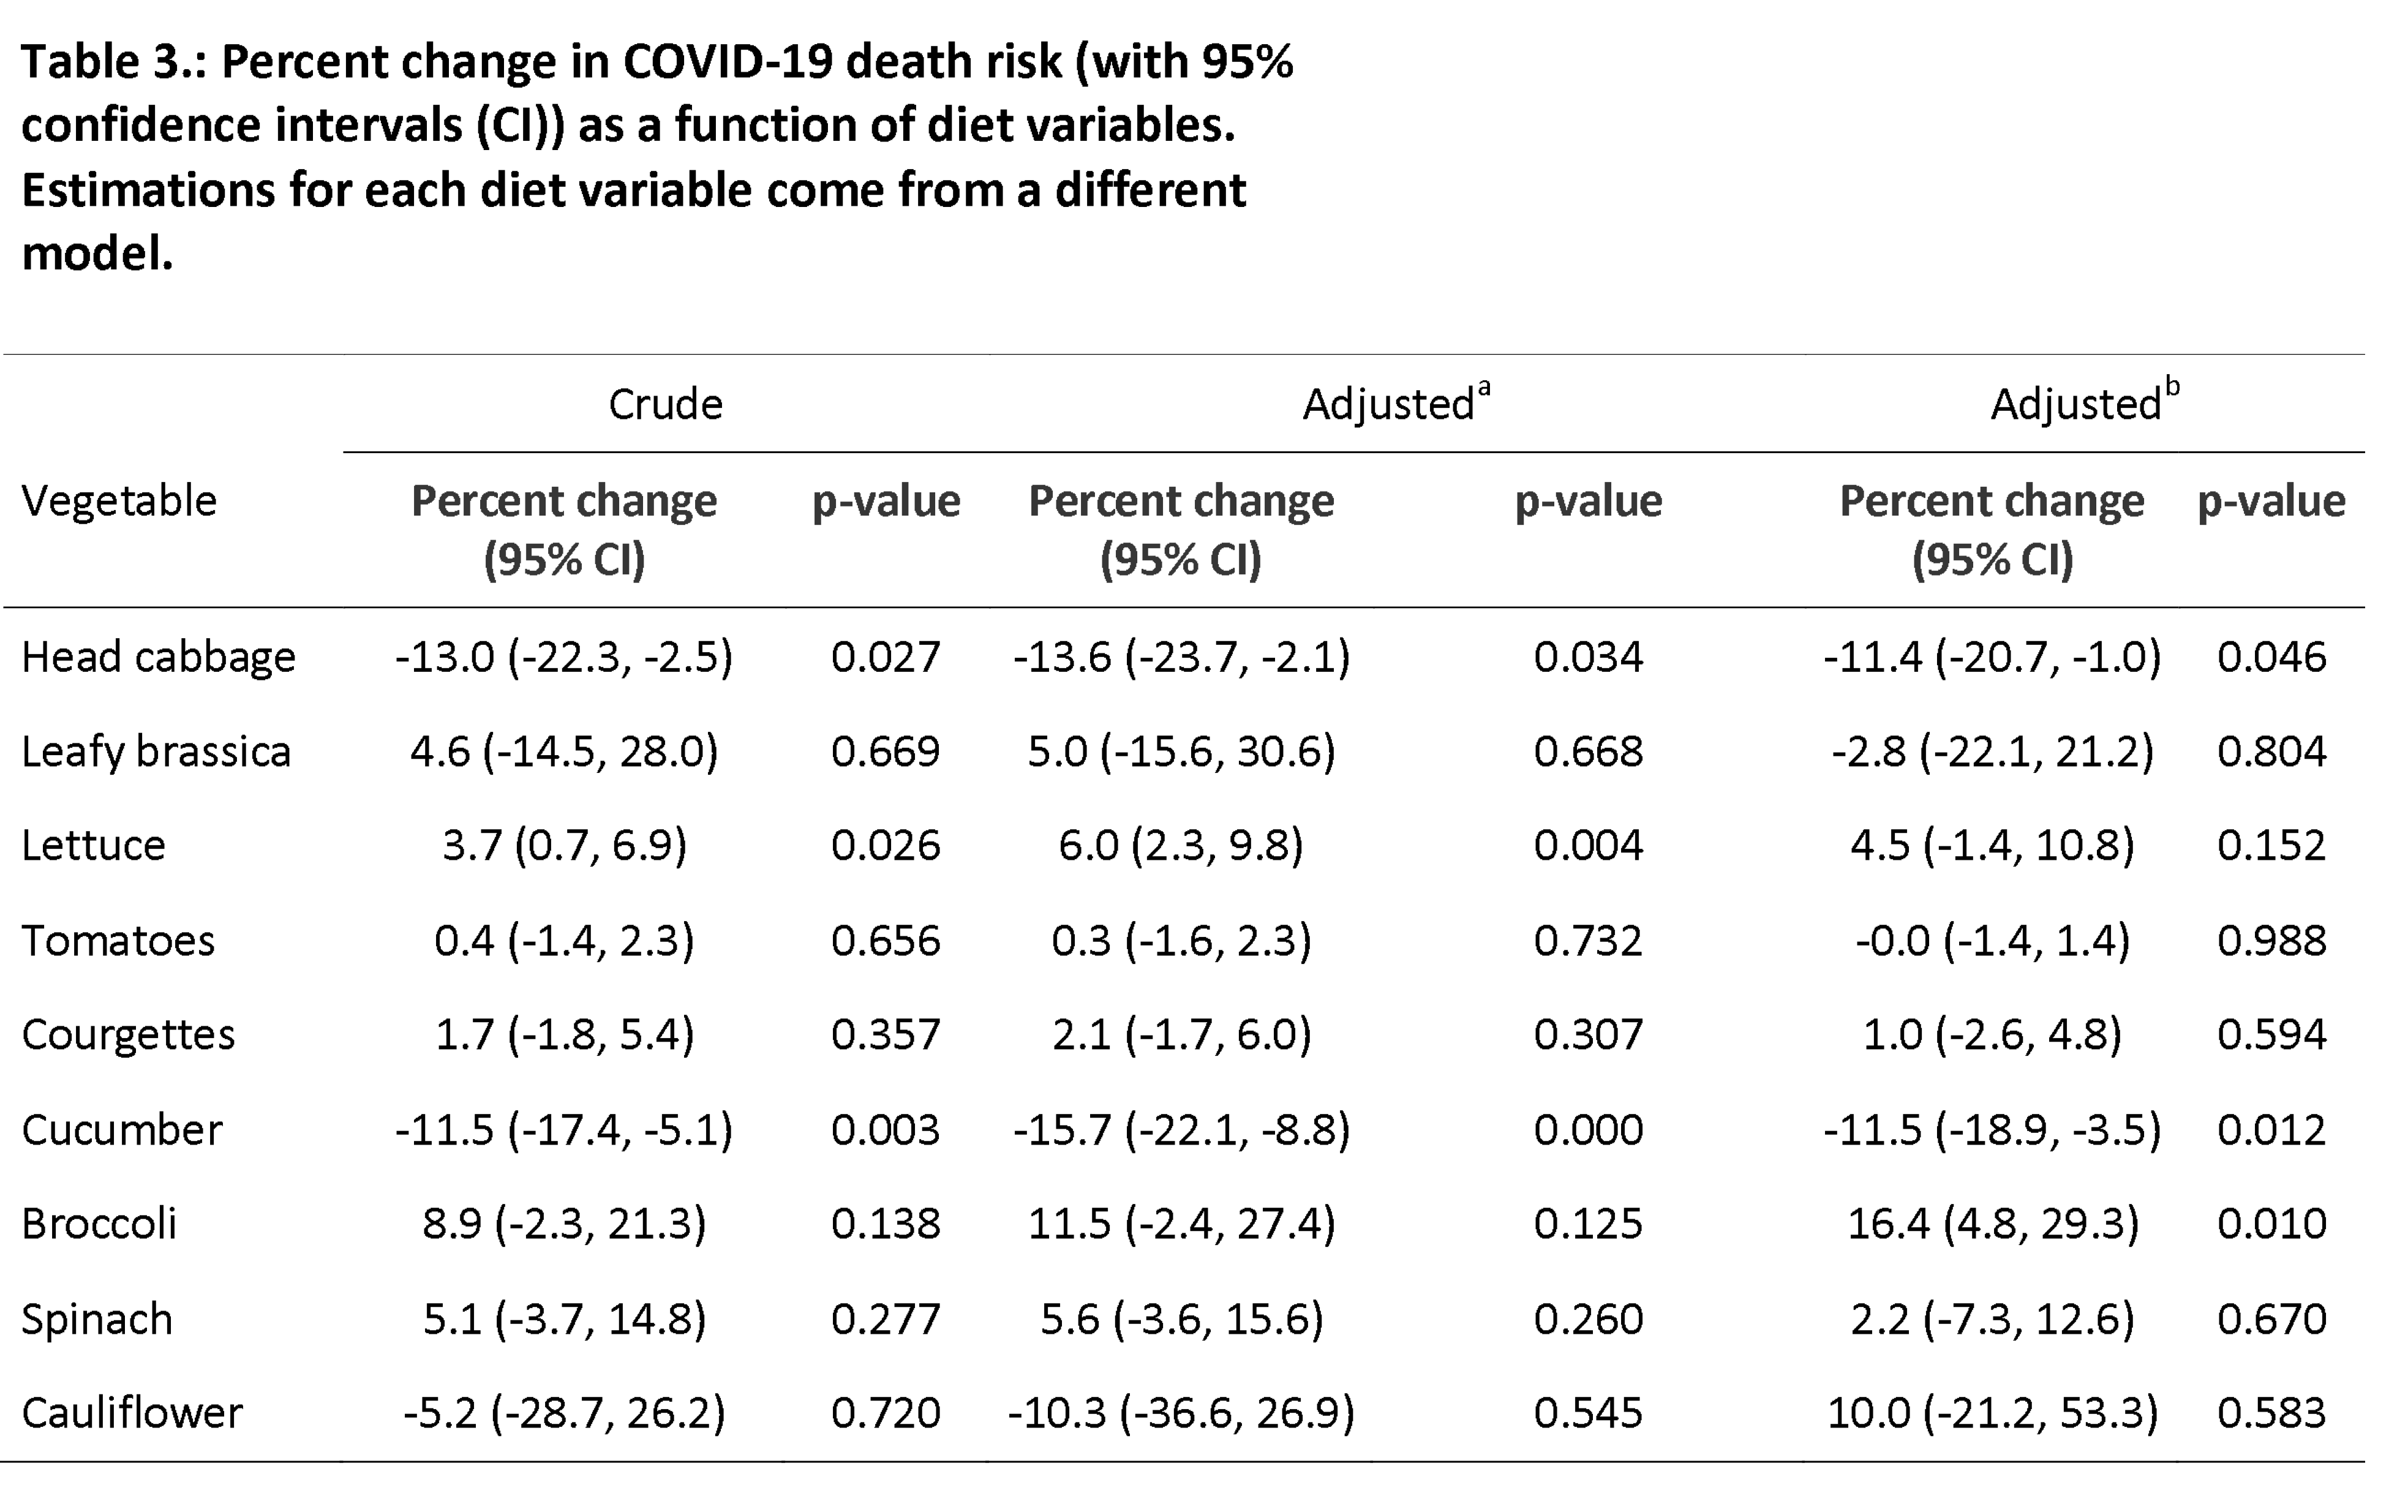 Table 3.: Percent change in COVID-19 death risk (with 95%
confidence intervals (CI)) as a function of diet variables.
Estimations for each diet variable come from a different
model.
Crude Adjustedᵃ Adjustedᵇ
Vegetable Percent change p-value Percent change p-value Percent change p-value
(95% CI) (95% CI) (95% CI)
Head cabbage -13.0 (-22.3, -2.5) 0.027 -13.6 (-23.7, -2.1) 0.034 -11.4 (-20.7, -1.0) 0.046
Leafy brassica 4.6 (-14.5, 28.0) 0.669 5.0 (-15.6, 30.6) 0.668 -2.8 (-22.1, 21.2) 0.804
Lettuce 3.7 (0.7, 6.9) 0.026 6.0 (2.3, 9.8) 0.004 4.5 (-1.4, 10.8) 0.152
Tomatoes 0.4 (-1.4, 2.3) 0.656 0.3 (-1.6, 2.3) 0.732 -0.0 (-1.4, 1.4) 0.988
Courgettes 1.7 (-1.8, 5.4) 0.357 2.1 (-1.7, 6.0) 0.307 1.0 (-2.6, 4.8) 0.594
Cucumber -11.5 (-17.4, -5.1) 0.003 -15.7 (-22.1, -8.8) 0.000 -11.5 (-18.9, -3.5) 0.012
Broccoli 8.9 (-2.3, 21.3) 0.138 11.5 (-2.4, 27.4) 0.125 16.4 (4.8, 29.3) 0.010
Spinach 5.1 (-3.7, 14.8) 0.277 5.6 (-3.6, 15.6) 0.260 2.2 (-7.3, 12.6) 0.670
Cauliflower -5.2 (-28.7, 26.2) 0.720 -10.3 (-36.6, 26.9) 0.545 10.0 (-21.2, 53.3) 0.583